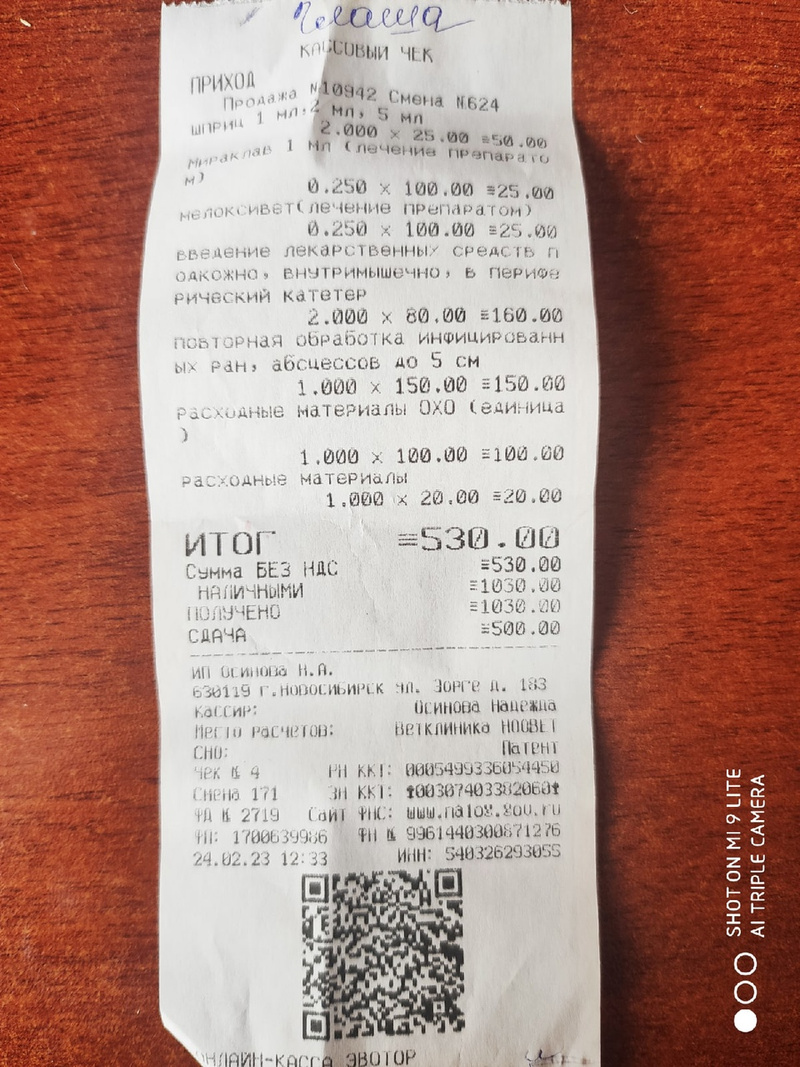 Глаша
КАССОВЫЙ ЧЕК
ПРИХОД
Продажа №10942 Смена №624
шприц 1 мл,2 мл, 5 мл
2.000 × 25.00 ≡50.00
мираклав 1 мл (лечение препарато
м)
0.250 × 100.00 ≡25.00
мелоксивет(лечение препаратом)
0.250 × 100.00 ≡25.00
введение лекарственных средств п
одкожно, внутримышечно, в перифе
рический катетер
2.000 × 80.00 ≡160.00
повторная обработка инфицированн
ых ран, абсцессов до 5 см
1.000 × 150.00 ≡150.00
расходные материалы ОХО (единица
)
1.000 × 100.00 ≡100.00
расходные материалы
1.000 × 20.00 ≡20.00
ИТОГ ≡530.00
Сумма БЕЗ НДС ≡530.00
НАЛИЧНЫМИ ≡1030.00
ПОЛУЧЕНО ≡1030.00
СДАЧА ≡500.00
ИП Осинова Н.А.
630119 г.Новосибирск ул. Зорге д. 183
Кассир: Осинова Надежда
Место расчетов: Ветклиника НООВЕТ
СНО: Патент
Чек № 4 РН ККТ: 0005499336054450
Смена 171 ЗН ККТ: 00307403382060
ФД № 2719 Сайт ФНС: www.nalog.gov.ru
ФП: 1700639986 ФН № 9961440300871276
24.02.23 12:33 ИНН: 540326293055
ОНЛАЙН-КАССА ЭВОТОР
SHOT ON MI 9 LITE
AI TRIPLE CAMERA